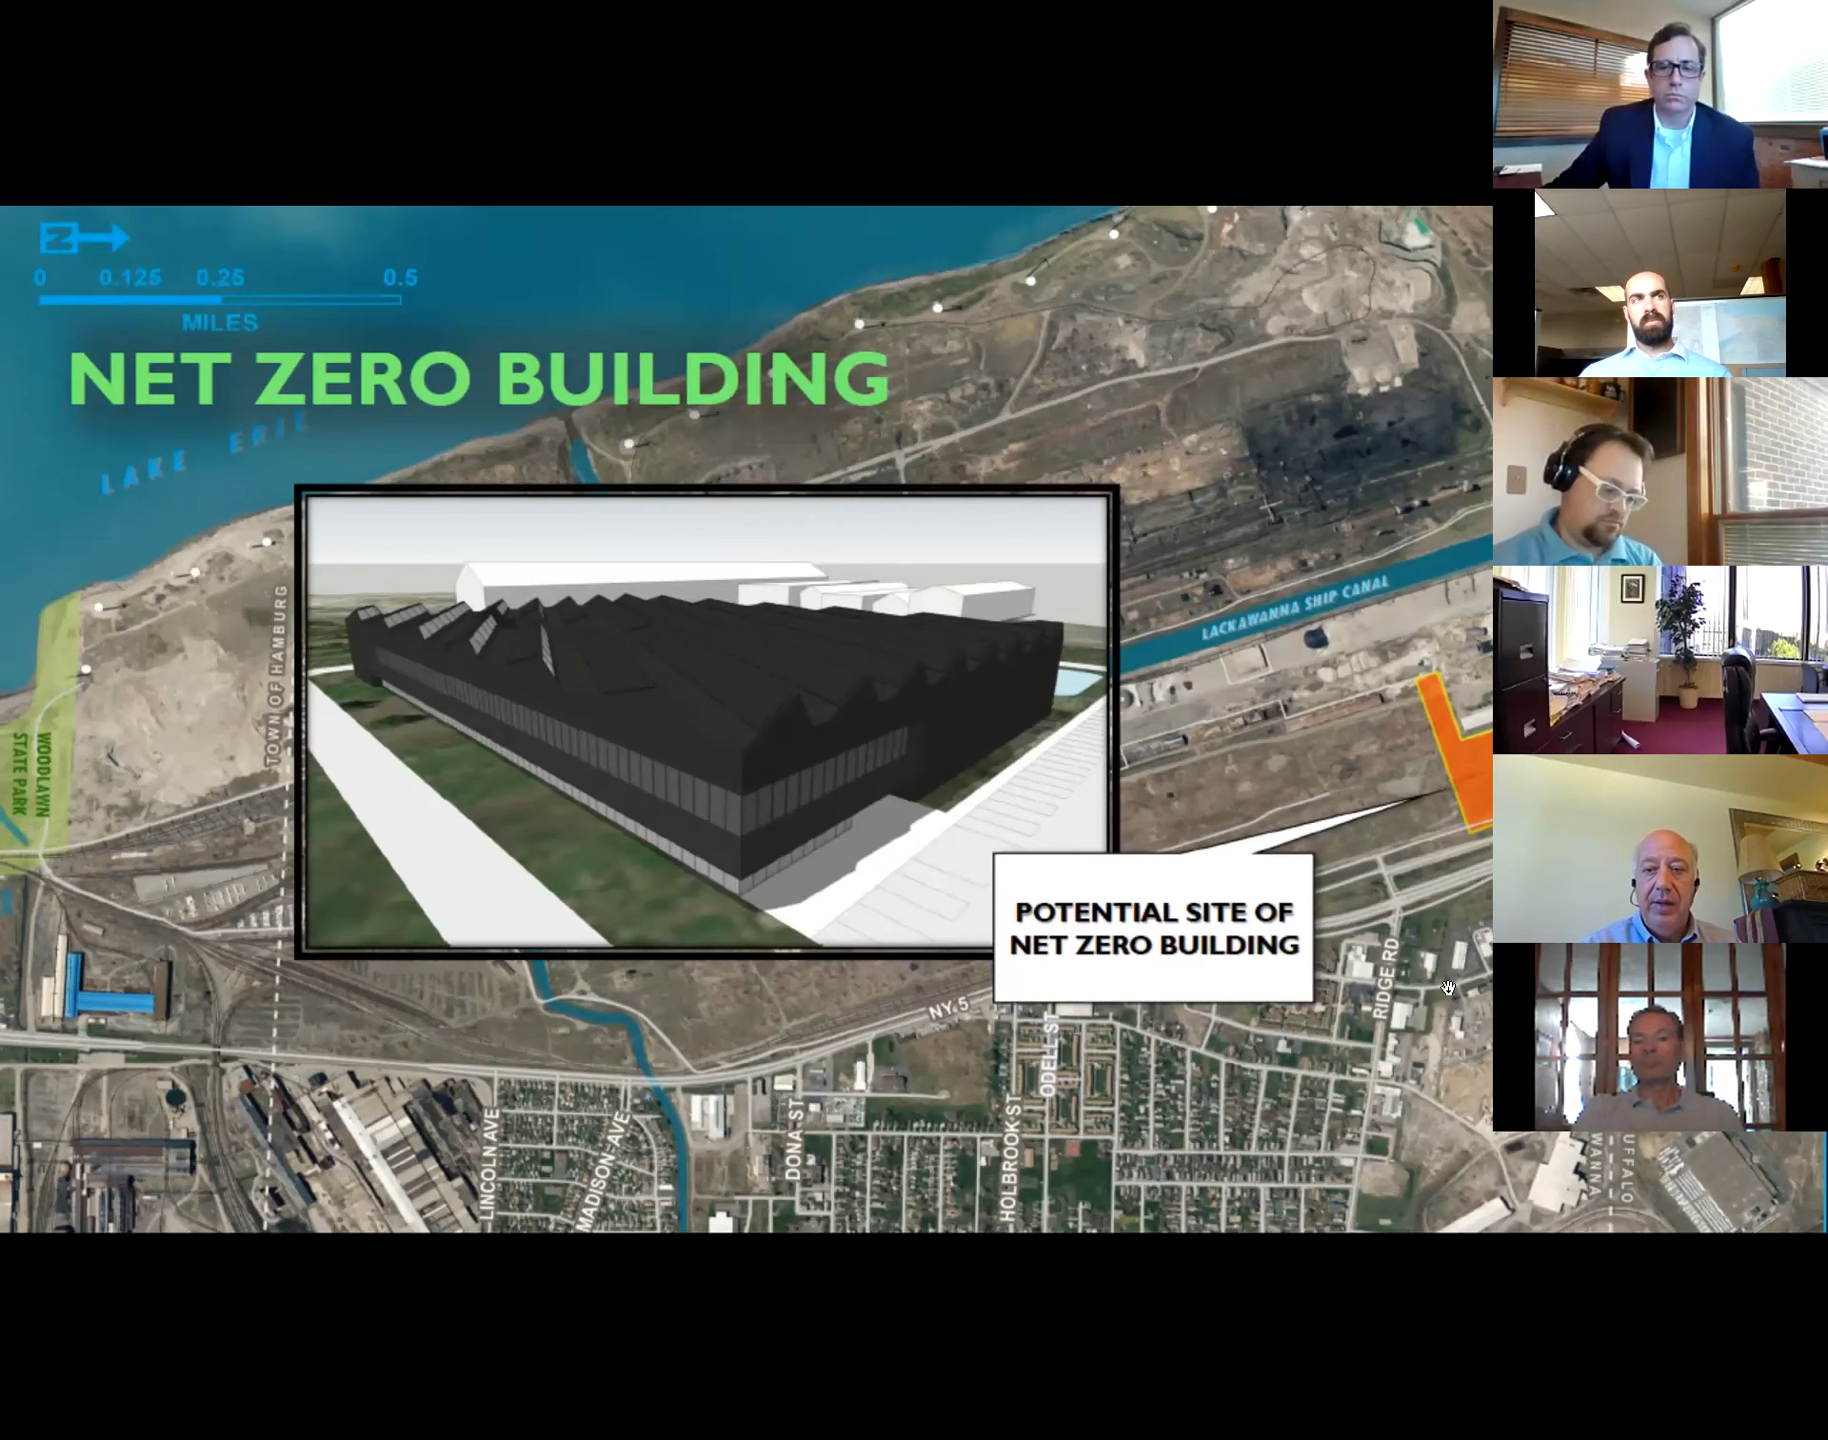 Z
0 0.125 0.25 0.5
MILES
NET ZERO BUILDING
LAKE ERIE
TOWN OF HAMBURG
WOODLAWN
STATE PARK
LACKAWANNA SHIP CANAL
POTENTIAL SITE OF
NET ZERO BUILDING
NY 5
RIDGE RD
ODELL ST
HOLBROOK ST
DONA ST
MADISON AVE
LINCOLN AVE
WANNA
UFFALO